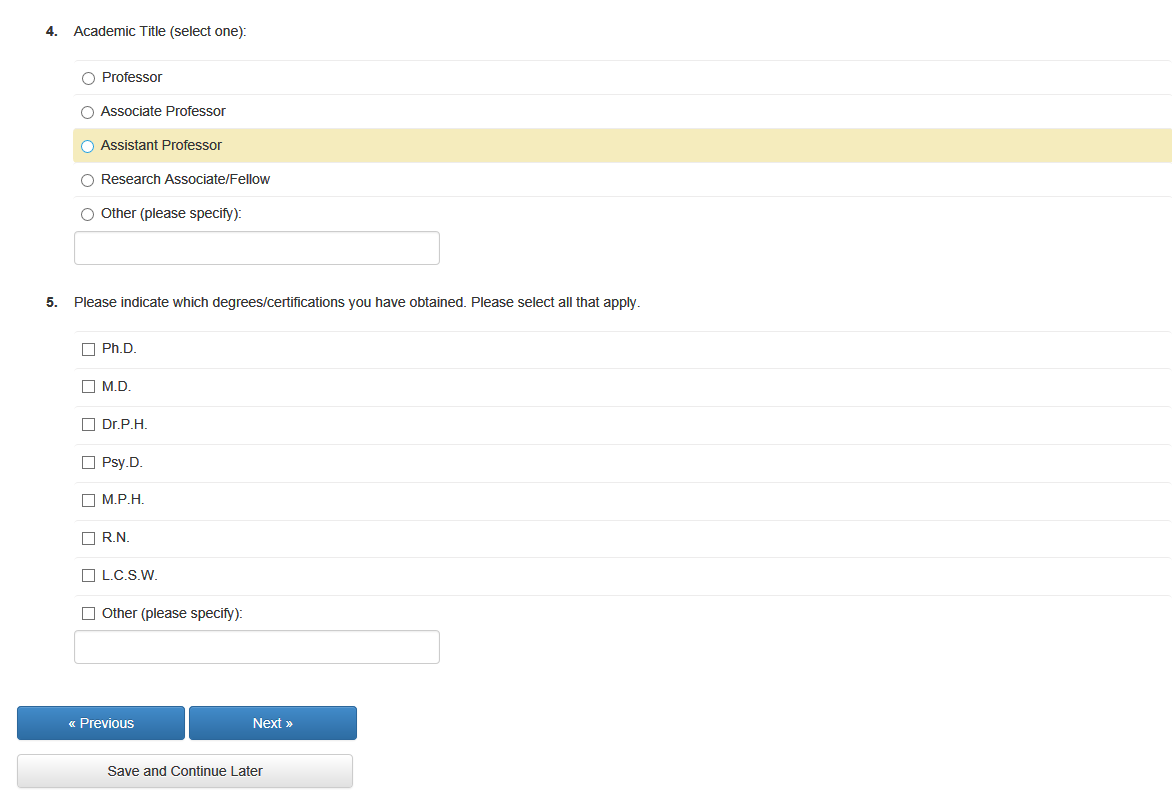 4. Academic Title (select one):
Professor
Associate Professor
Assistant Professor
Research Associate/Fellow
Other (please specify):
5. Please indicate which degrees/certifications you have obtained. Please select all that apply.
Ph.D.
M.D.
Dr.P.H.
Psy.D.
M.P.H.
R.N.
L.C.S.W.
Other (please specify):
« Previous Next »
Save and Continue Later